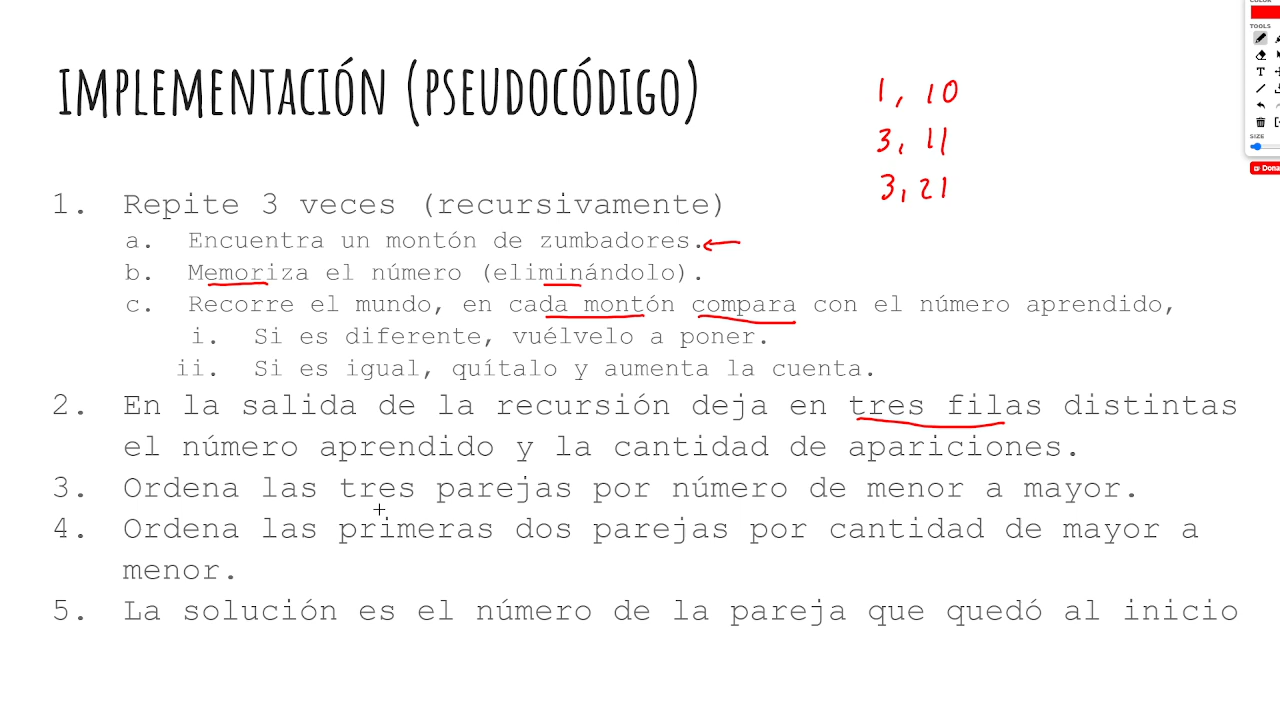 IMPLEMENTACIÓN (PSEUDOCÓDIGO)
1, 10
3, 11
3, 21
1. Repite 3 veces (recursivamente)
a. Encuentra un montón de zumbadores.
b. Memoriza el número (eliminándolo).
c. Recorre el mundo, en cada montón compara con el número aprendido,
i. Si es diferente, vuélvelo a poner.
ii. Si es igual, quítalo y aumenta la cuenta.
2. En la salida de la recursión deja en tres filas distintas
el número aprendido y la cantidad de apariciones.
3. Ordena las tres parejas por número de menor a mayor.
4. Ordena las primeras dos parejas por cantidad de mayor a
menor.
5. La solución es el número de la pareja que quedó al inicio
TOOLS
T
SIZE
Dona